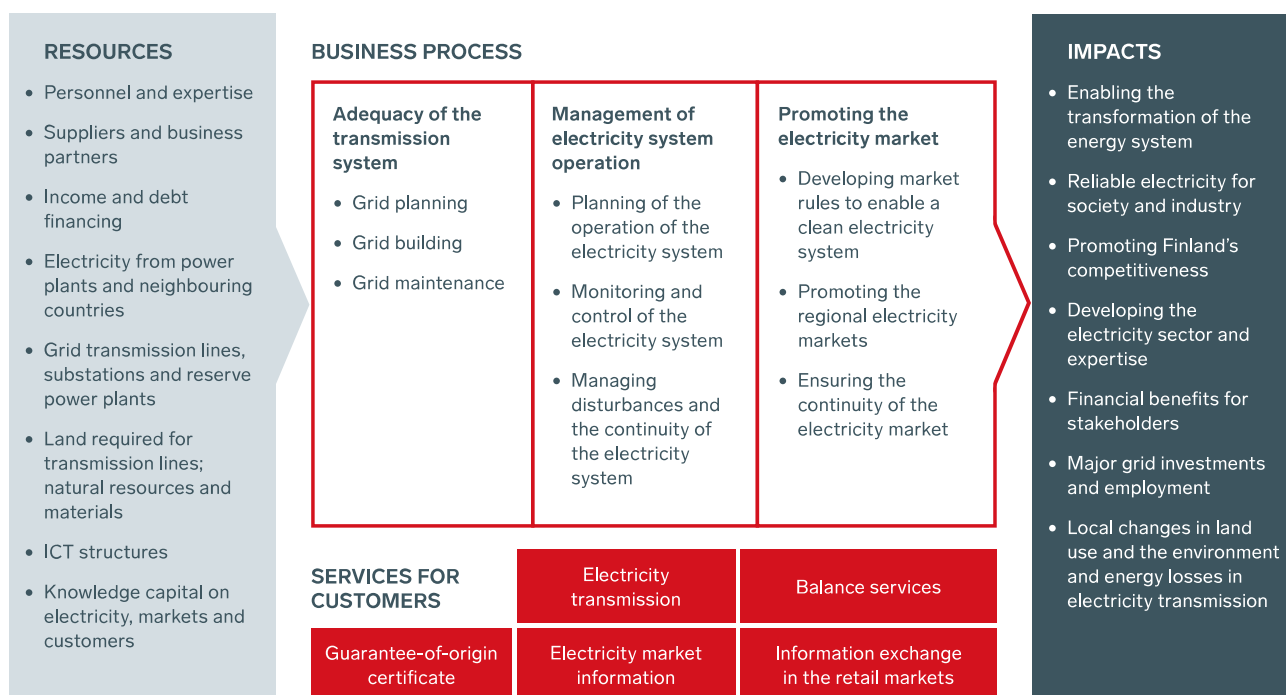 RESOURCES
• Personnel and expertise
• Suppliers and business
partners
• Income and debt
financing
• Electricity from power
plants and neighbouring
countries
• Grid transmission lines,
substations and reserve
power plants
• Land required for
transmission lines;
natural resources and
materials
• ICT structures
• Knowledge capital on
electricity, markets and
customers
BUSINESS PROCESS
Adequacy of the
transmission
system
• Grid planning
• Grid building
• Grid maintenance
Management of
electricity system
operation
• Planning of the
operation of the
electricity system
• Monitoring and
control of the
electricity system
• Managing
disturbances and
the continuity of
the electricity
system
Promoting the
electricity market
• Developing market
rules to enable a
clean electricity
system
• Promoting the
regional electricity
markets
• Ensuring the
continuity of the
electricity market
SERVICES FOR
CUSTOMERS
Electricity
transmission
Balance services
Guarantee-of-origin
certificate
Electricity market
information
Information exchange
in the retail markets
IMPACTS
• Enabling the
transformation of the
energy system
• Reliable electricity for
society and industry
• Promoting Finland's
competitiveness
• Developing the
electricity sector and
expertise
• Financial benefits for
stakeholders
• Major grid investments
and employment
• Local changes in land
use and the environment
and energy losses in
electricity transmission